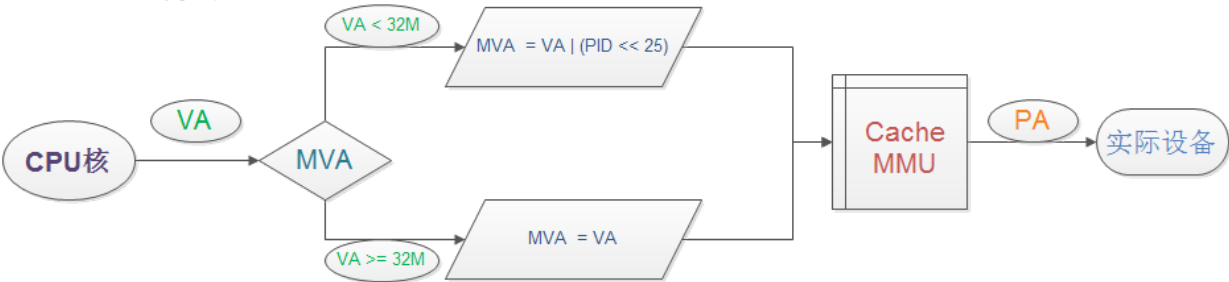 CPU核
VA
MVA
VA < 32M
MVA = VA | (PID << 25)
VA >= 32M
MVA = VA
Cache
MMU
PA
实际设备